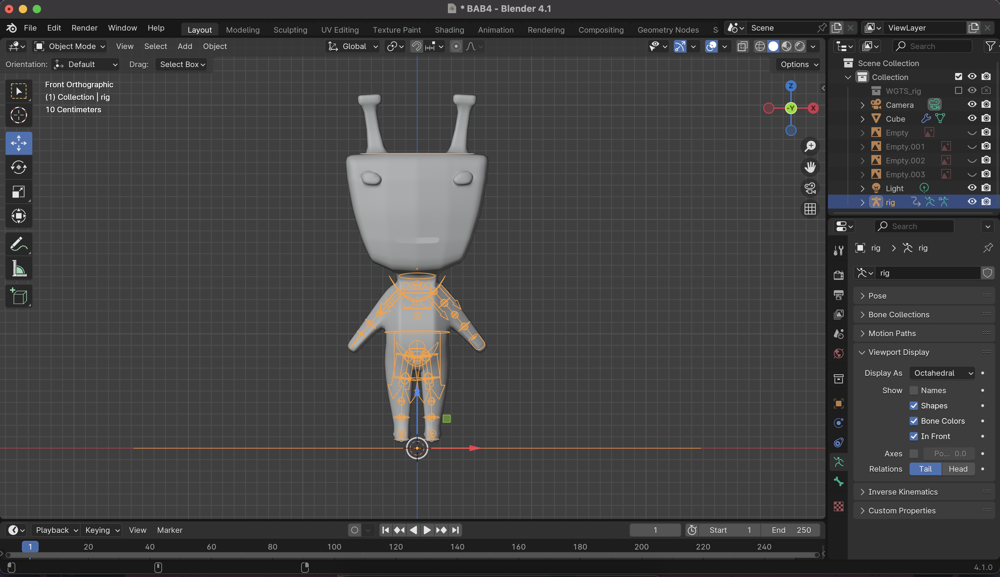 * BAB4 - Blender 4.1
File Edit Render Window Help Layout Modeling Sculpting UV Editing Texture Paint Shading Animation Rendering Compositing Geometry Nodes S Scene ViewLayer
Object Mode View Select Add Object Global Search
Orientation: Default Drag: Select Box Options
Front Orthographic
(1) Collection | rig
10 Centimeters
Z
-Y X
Scene Collection
Collection
WGTS_rig
Camera
Cube
Empty
Empty.001
Empty.002
Empty.003
Light
rig
Search
rig rig
rig
Pose
Bone Collections
Motion Paths
Viewport Display
Display As Octahedral
Show Names
Shapes
Bone Colors
In Front
Axes Po... 0.0
Relations Tail Head
Inverse Kinematics
Custom Properties
Playback Keying View Marker 1 Start 1 End 250
1 20 40 60 80 100 120 140 160 180 200 220 240
4.1.0